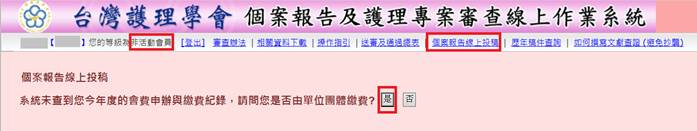 台灣護理學會 個案報告及護理專案審查線上作業系統
【 】您的等級為非活動會員 [登出] 審查辦法 | 相關資料下載 | 操作指引 | 送審及通過標準 | 個案報告線上投稿 | 歷年稿件查詢 | 如何撰寫文獻查證 (避免抄襲)
個案報告線上投稿
系統未查到您今年度的會費申辦與繳費紀錄，請問您是否由單位團體繳費? 是 否